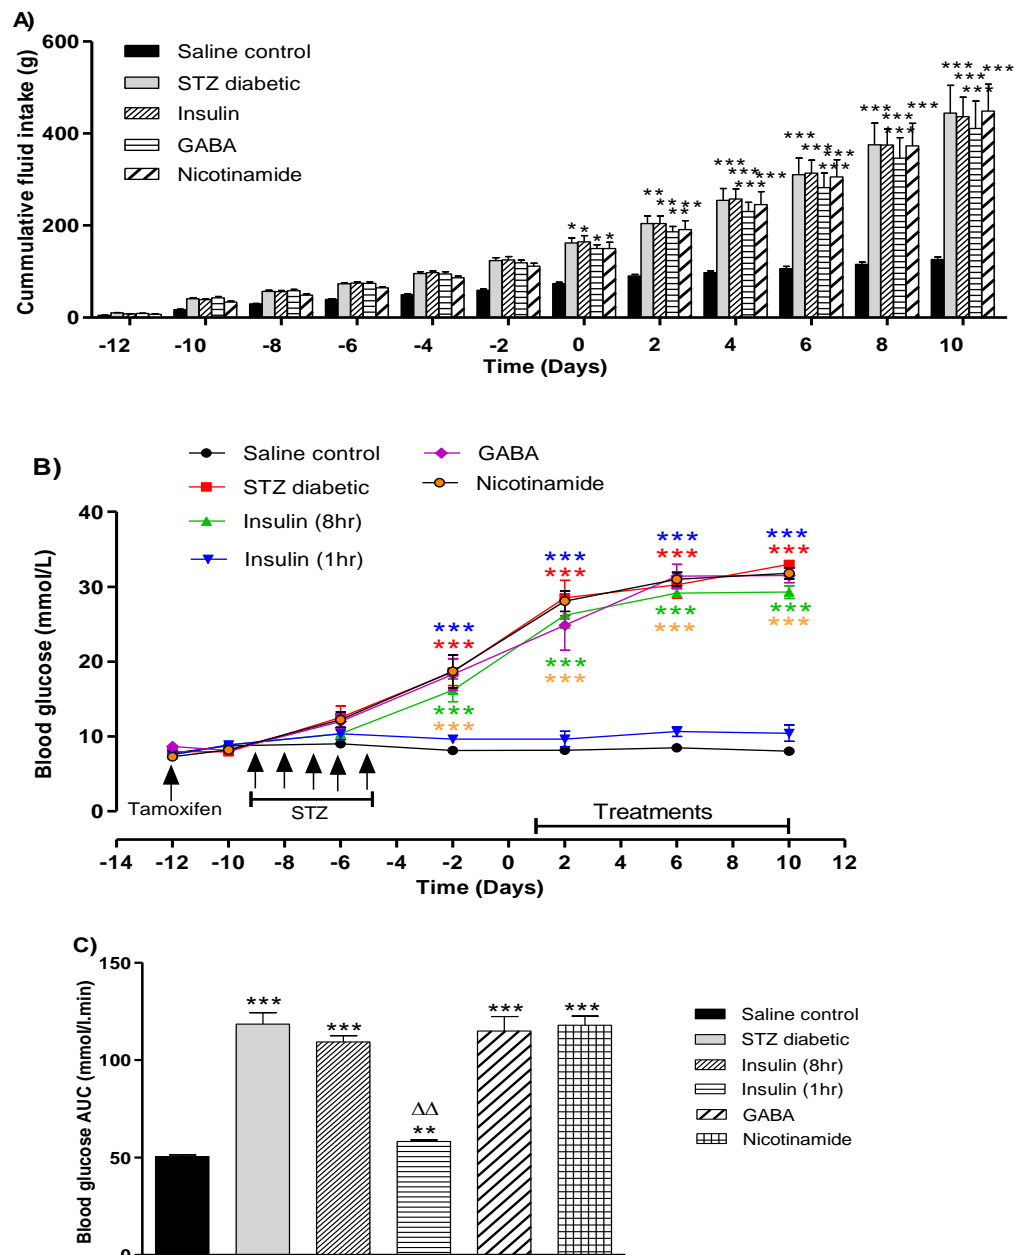 A)
600
400
200
0
Cummulative fluid intake (g)
Saline control
STZ diabetic
Insulin
GABA
Nicotinamide
* * * *
** ** ** **
*** *** *** ***
*** *** *** ***
*** *** *** ***
*** *** *** ***
-12 -10 -8 -6 -4 -2 0 2 4 6 8 10
Time (Days)
B)
Saline control
STZ diabetic
Insulin (8hr)
Insulin (1hr)
GABA
Nicotinamide
40
30
20
10
0
Blood glucose (mmol/L)
*** *** *** ***
*** *** *** ***
*** *** *** ***
*** *** *** ***
Tamoxifen
STZ
Treatments
-14 -12 -10 -8 -6 -4 -2 0 2 4 6 8 10 12
Time (Days)
C)
150
100
50
0
Blood glucose AUC (mmol/l.min)
*** *** ΔΔ *** ***
**
Saline control
STZ diabetic
Insulin (8hr)
Insulin (1hr)
GABA
Nicotinamide